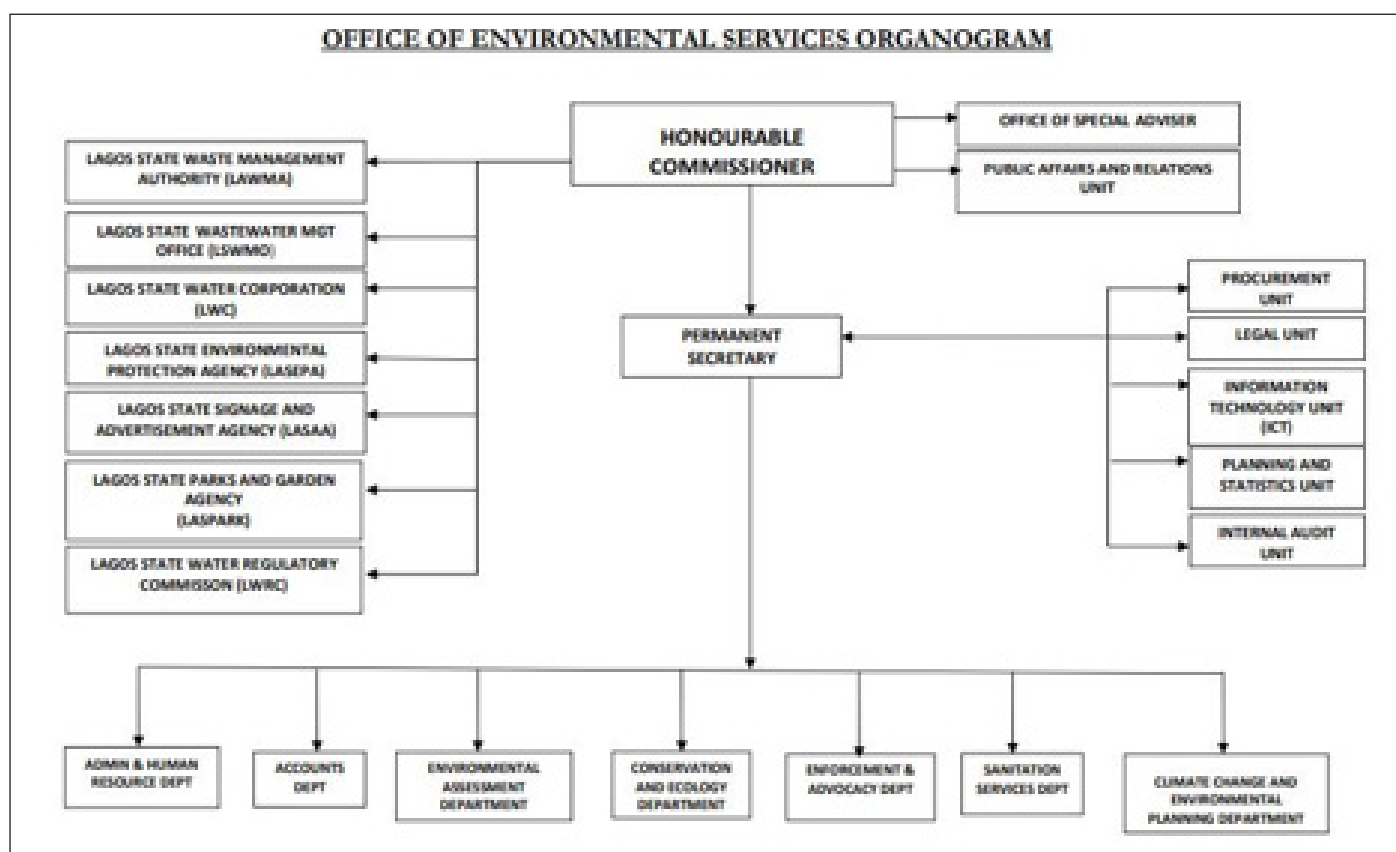 OFFICE OF ENVIRONMENTAL SERVICES ORGANOGRAM
HONOURABLE
COMMISSIONER
OFFICE OF SPECIAL ADVISER
PUBLIC AFFAIRS AND RELATIONS
UNIT
LAGOS STATE WASTE MANAGEMENT
AUTHORITY (LAWMA)
LAGOS STATE WASTEWATER MGT
OFFICE (LSWMO)
LAGOS STATE WATER CORPORATION
(LWC)
LAGOS STATE ENVIRONMENTAL
PROTECTION AGENCY (LASEPA)
LAGOS STATE SIGNAGE AND
ADVERTISEMENT AGENCY (LASAA)
LAGOS STATE PARKS AND GARDEN
AGENCY
(LASPARK)
LAGOS STATE WATER REGULATORY
COMMISSON (LWRC)
PERMANENT
SECRETARY
PROCUREMENT
UNIT
LEGAL UNIT
INFORMATION
TECHNOLOGY UNIT
(ICT)
PLANNING AND
STATISTICS UNIT
INTERNAL AUDIT
UNIT
ADMIN & HUMAN
RESOURCE DEPT
ACCOUNTS
DEPT
ENVIRONMENTAL
ASSESSMENT
DEPARTMENT
CONSERVATION
AND ECOLOGY
DEPARTMENT
ENFORCEMENT &
ADVOCACY DEPT
SANITATION
SERVICES DEPT
CLIMATE CHANGE AND
ENVIRONMENTAL
PLANNING DEPARTMENT